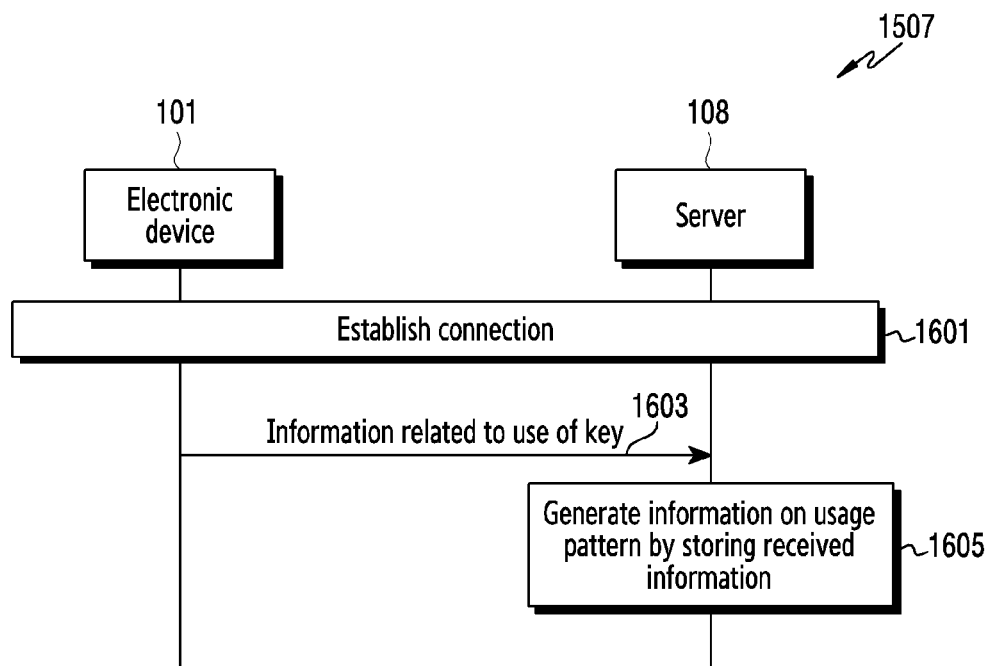 1507
101
108
Electronic
device
Server
Establish connection
1601
1603
Information related to use of key
Generate information on usage
pattern by storing received
information
1605